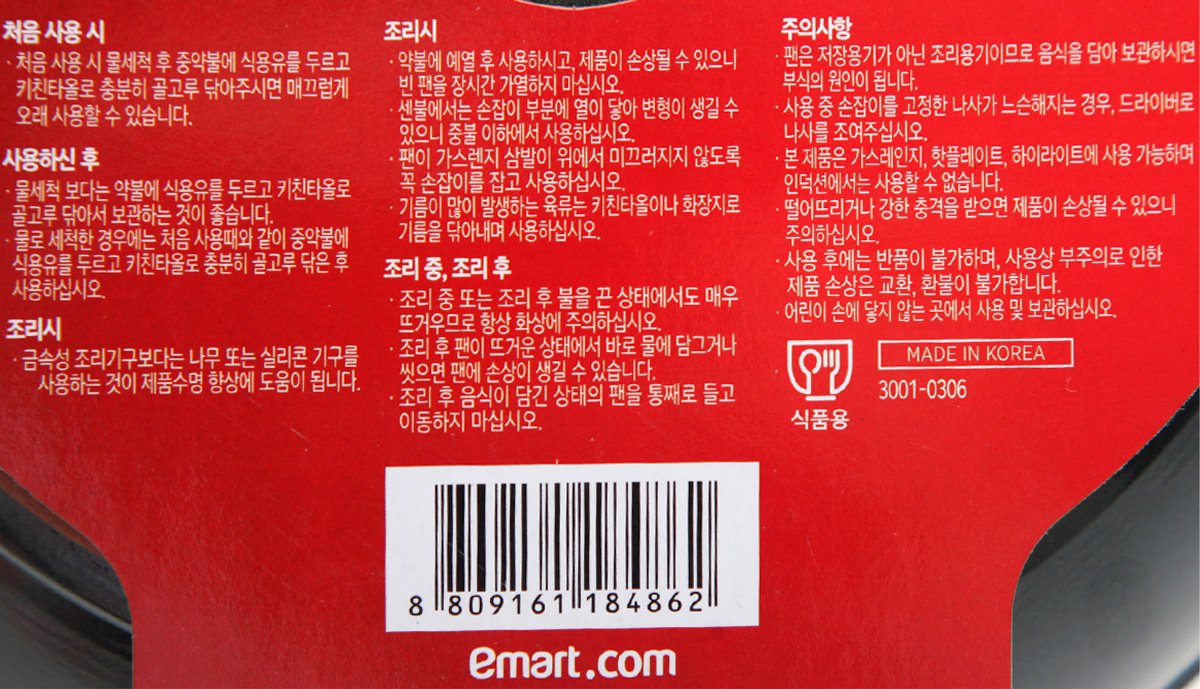 처음 사용 시
· 처음 사용 시 물세척 후 중약불에 식용유를 두르고
키친타올로 충분히 골고루 닦아주시면 매끄럽게
오래 사용할 수 있습니다.
사용하신 후
· 물세척 보다는 약불에 식용유를 두르고 키친타올로
골고루 닦아서 보관하는 것이 좋습니다.
· 물로 세척한 경우에는 처음 사용때와 같이 중약불에
식용유를 두르고 키친타올로 충분히 골고루 닦은 후
사용하십시오.
조리시
· 금속성 조리기구보다는 나무 또는 실리콘 기구를
사용하는 것이 제품수명 향상에 도움이 됩니다.
조리시
· 약불에 예열 후 사용하시고, 제품이 손상될 수 있으니
빈 팬을 장시간 가열하지 마십시오.
· 센불에서는 손잡이 부분에 열이 닿아 변형이 생길 수
있으니 중불 이하에서 사용하십시오.
· 팬이 가스렌지 삼발이 위에서 미끄러지지 않도록
꼭 손잡이를 잡고 사용하십시오.
· 기름이 많이 발생하는 육류는 키친타올이나 화장지로
기름을 닦아내며 사용하십시오.
조리 중, 조리 후
· 조리 중 또는 조리 후 불을 끈 상태에서도 매우
뜨거우므로 항상 화상에 주의하십시오.
· 조리 후 팬이 뜨거운 상태에서 바로 물에 담그거나
씻으면 팬에 손상이 생길 수 있습니다.
· 조리 후 음식이 담긴 상태의 팬을 통째로 들고
이동하지 마십시오.
주의사항
· 팬은 저장용기가 아닌 조리용기이므로 음식을 담아 보관하시면
부식의 원인이 됩니다.
· 사용 중 손잡이를 고정한 나사가 느슨해지는 경우, 드라이버로
나사를 조여주십시오.
· 본 제품은 가스레인지, 핫플레이트, 하이라이트에 사용 가능하며
인덕션에서는 사용할 수 없습니다.
· 떨어뜨리거나 강한 충격을 받으면 제품이 손상될 수 있으니
주의하십시오.
· 사용 후에는 반품이 불가하며, 사용상 부주의로 인한
제품 손상은 교환, 환불이 불가합니다.
· 어린이 손에 닿지 않는 곳에서 사용 및 보관하십시오.
MADE IN KOREA
3001-0306
식품용
8 809161 184862
emart.com